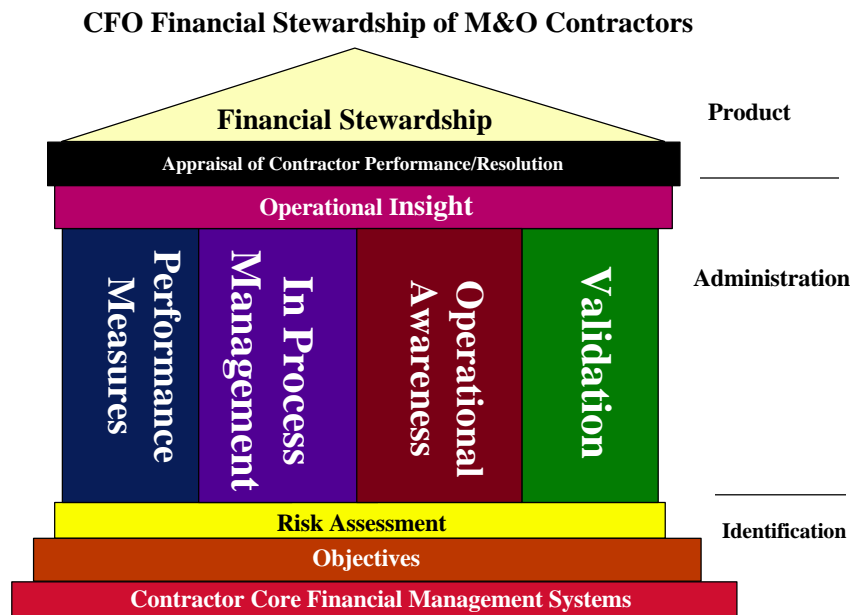 CFO Financial Stewardship of M&O Contractors
Financial Stewardship
Product
Appraisal of Contractor Performance/Resolution
Operational Insight
Performance
Measures
In Process
Management
Operational
Awareness
Validation
Administration
Risk Assessment
Identification
Objectives
Contractor Core Financial Management Systems